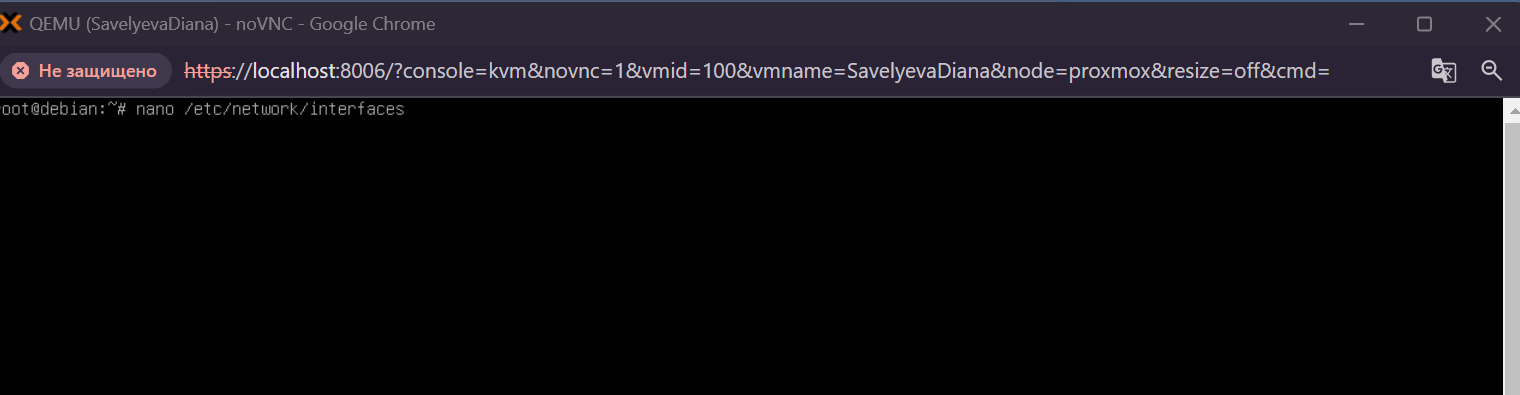 QEMU (SavelyevaDiana) - noVNC - Google Chrome
Не защищено https://localhost:8006/?console=kvm&novnc=1&vmid=100&vmname=SavelyevaDiana&node=proxmox&resize=off&cmd=
root@debian:~# nano /etc/network/interfaces